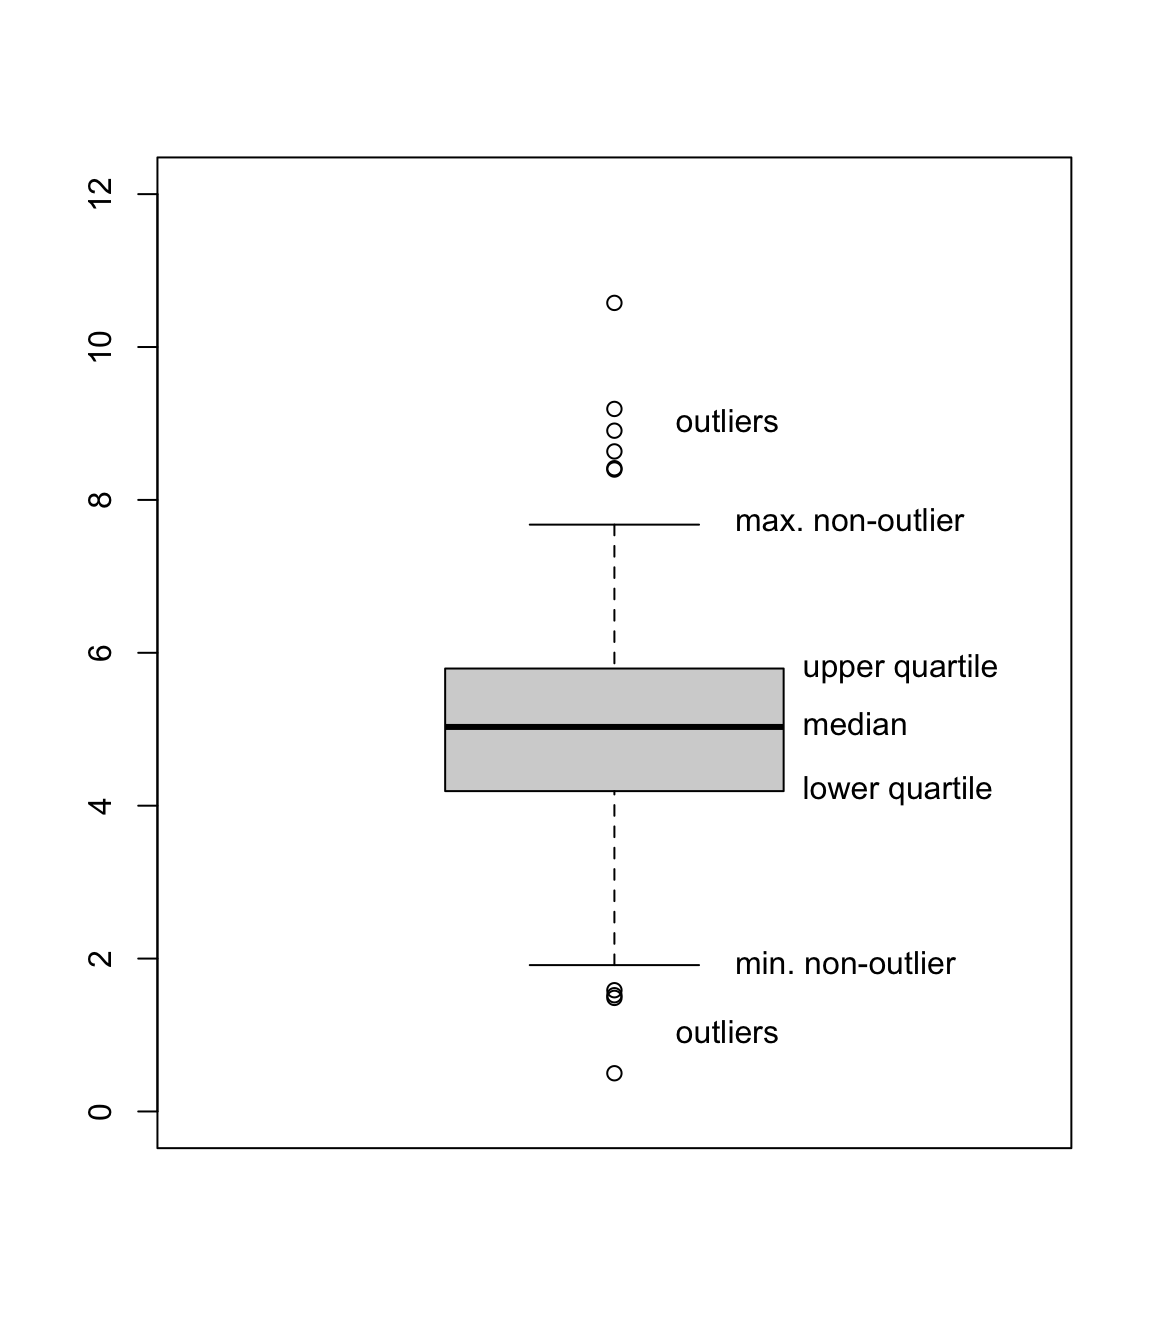 12
10
outliers
8
max. non-outlier
6
upper quartile
median
lower quartile
4
2
min. non-outlier
outliers
0